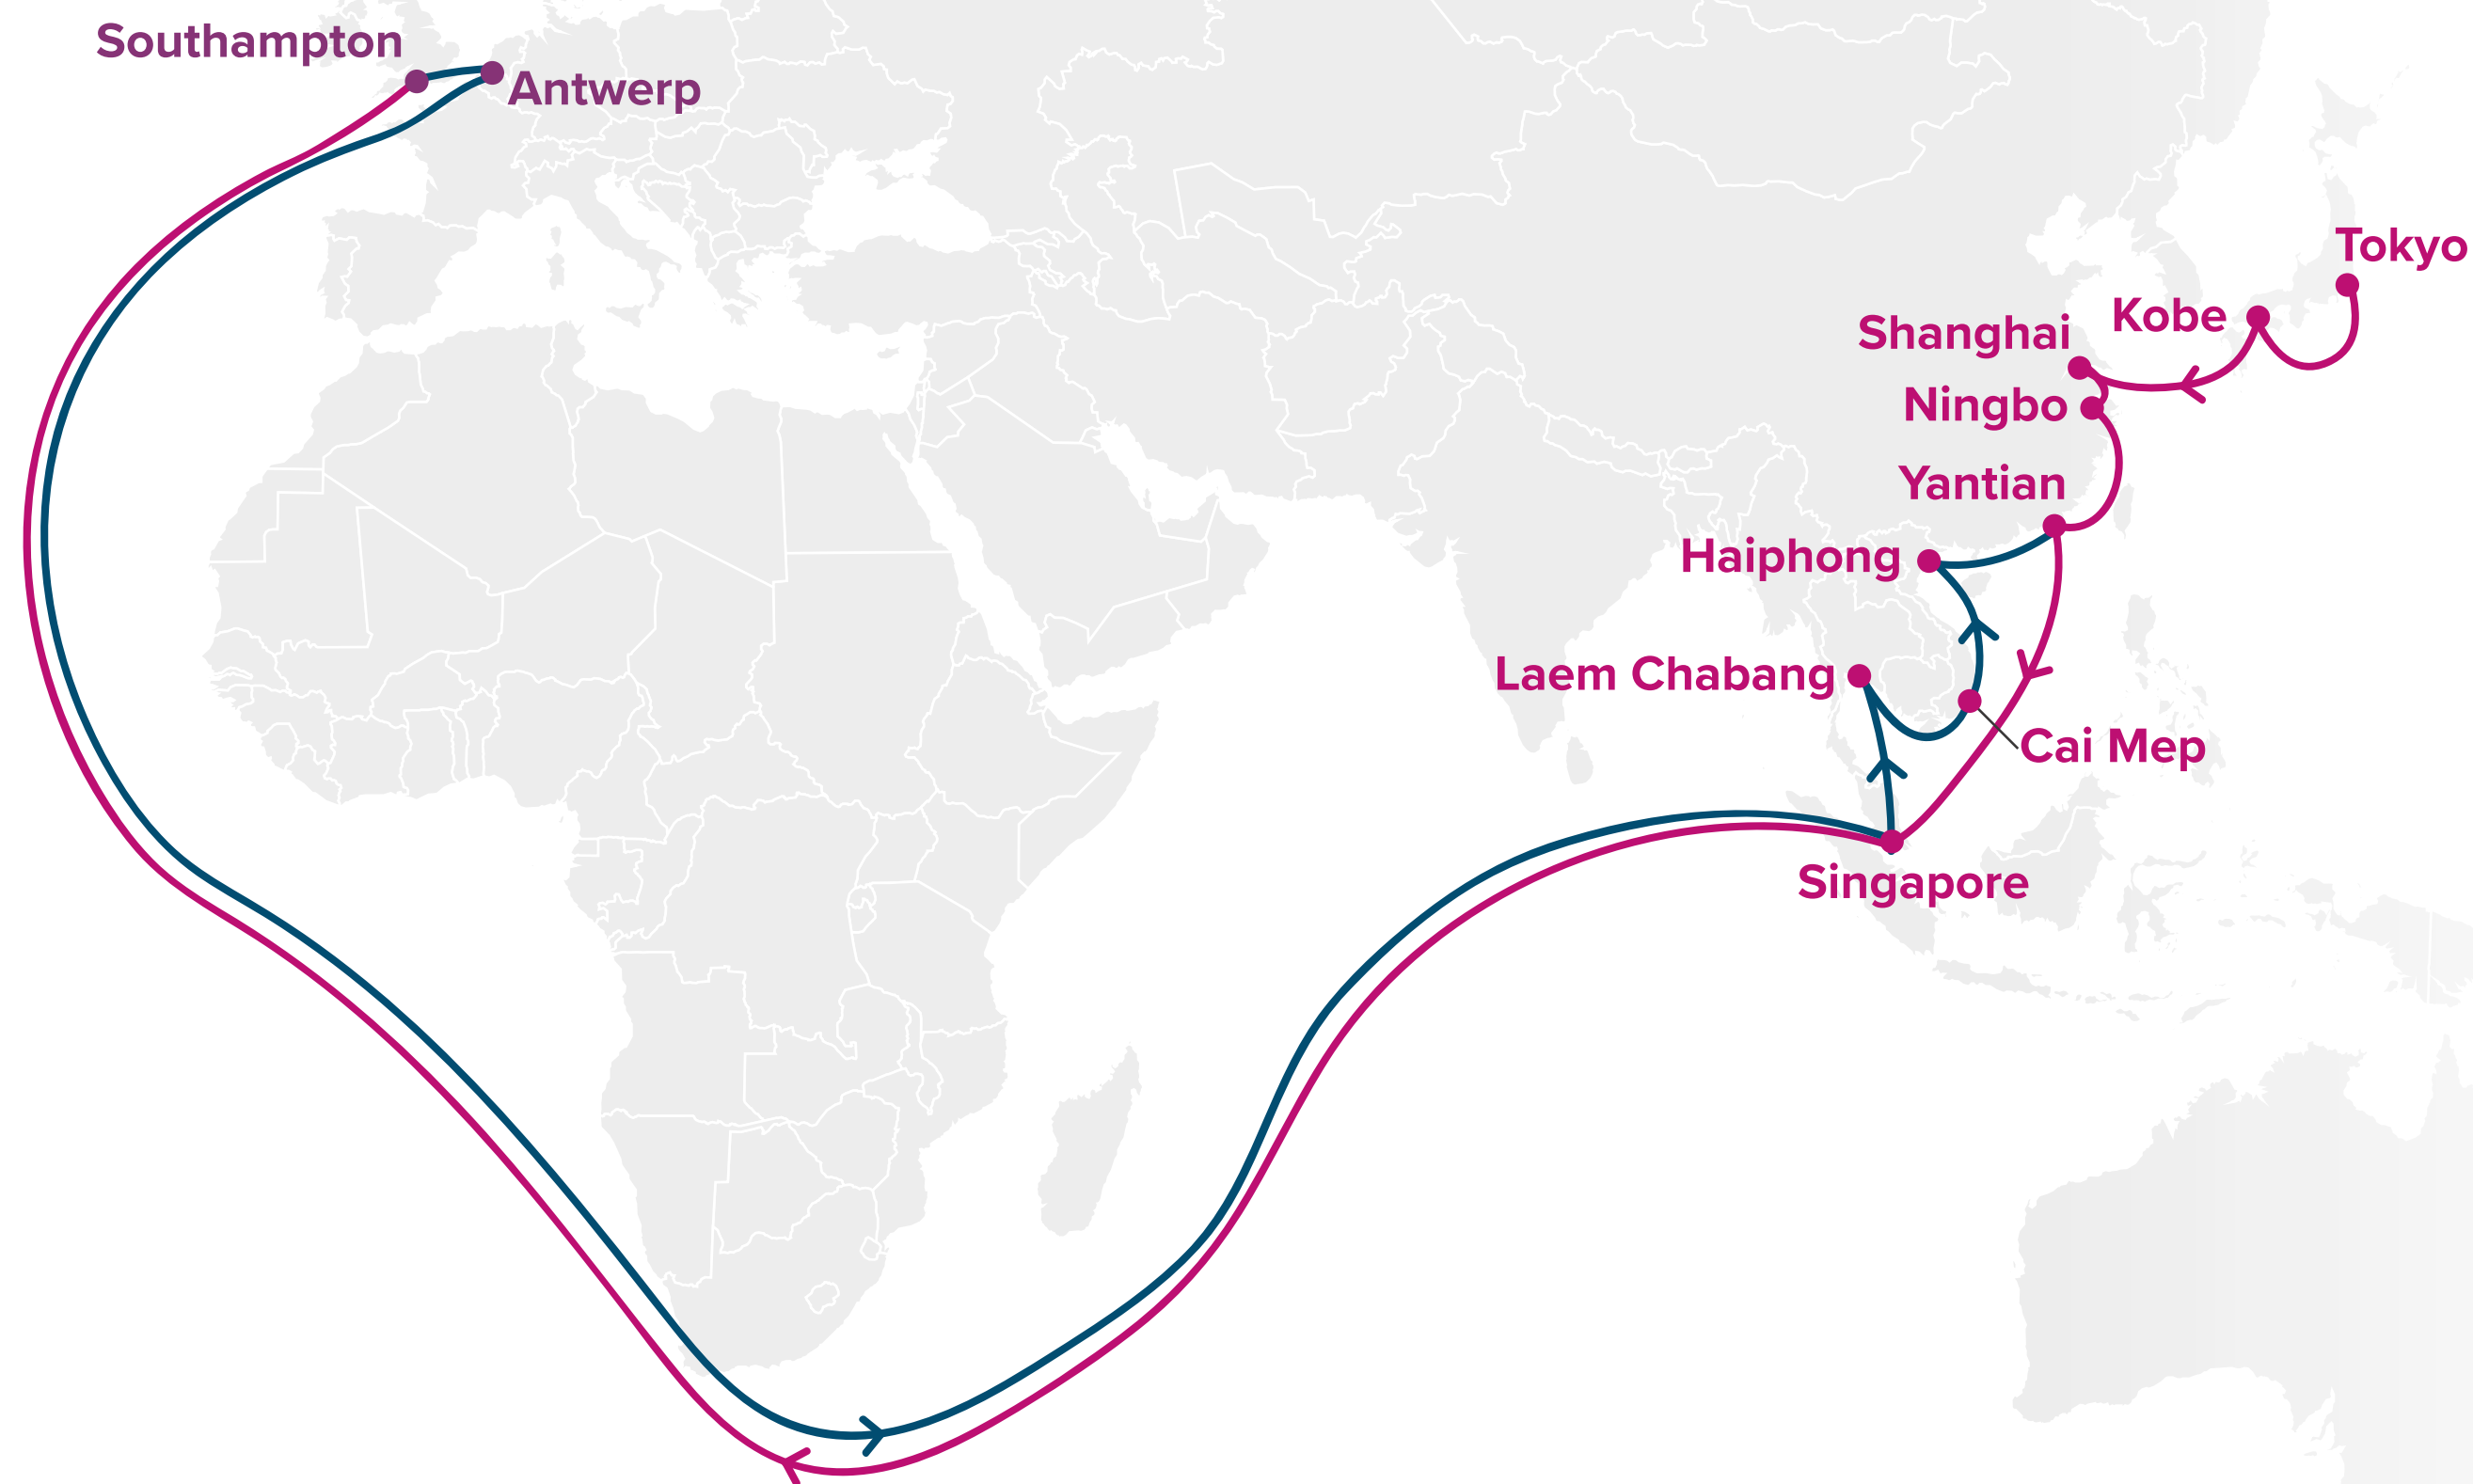 Southampton
Antwerp
Tokyo
Kobe
Shanghai
Ningbo
Yantian
Haiphong
Laem Chabang
Cai Mep
Singapore